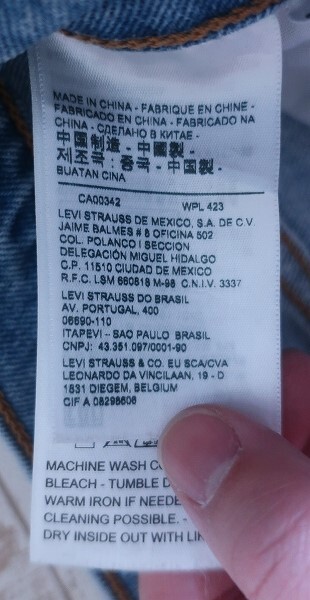 MADE IN CHINA - FABRIQUE EN CHINE -
FABRICADO EN CHINA - FABRICADO NA
CHINA - СДЕЛАНО В КИТАЕ -
中国制造 - 中國製 -
제조국 : 중국 - 中国製 -
BUATAN CINA
CA00342 WPL 423
LEVI STRAUSS DE MEXICO, S.A. DE C.V.
JAIME BALMES # 8 OFICINA 502
COL. POLANCO I SECCION
DELEGACIÓN MIGUEL HIDALGO
C.P. 11510 CIUDAD DE MEXICO
R.F.C. LSM 660818 M-98 C.N.I.V. 3337
LEVI STRAUSS DO BRASIL
AV. PORTUGAL, 400
06690-110
ITAPEVI - SAO PAULO BRASIL
CNPJ: 43.351.097/0001-90
LEVI STRAUSS & CO. EU SCA/CVA
LEONARDO DA VINCILAAN, 19 - D
1831 DIEGEM, BELGIUM
CIF A 08298606
MACHINE WASH
BLEACH - TUMBLE D
WARM IRON IF NEEDE
CLEANING POSSIBLE. -
DRY INSIDE OUT WITH LI